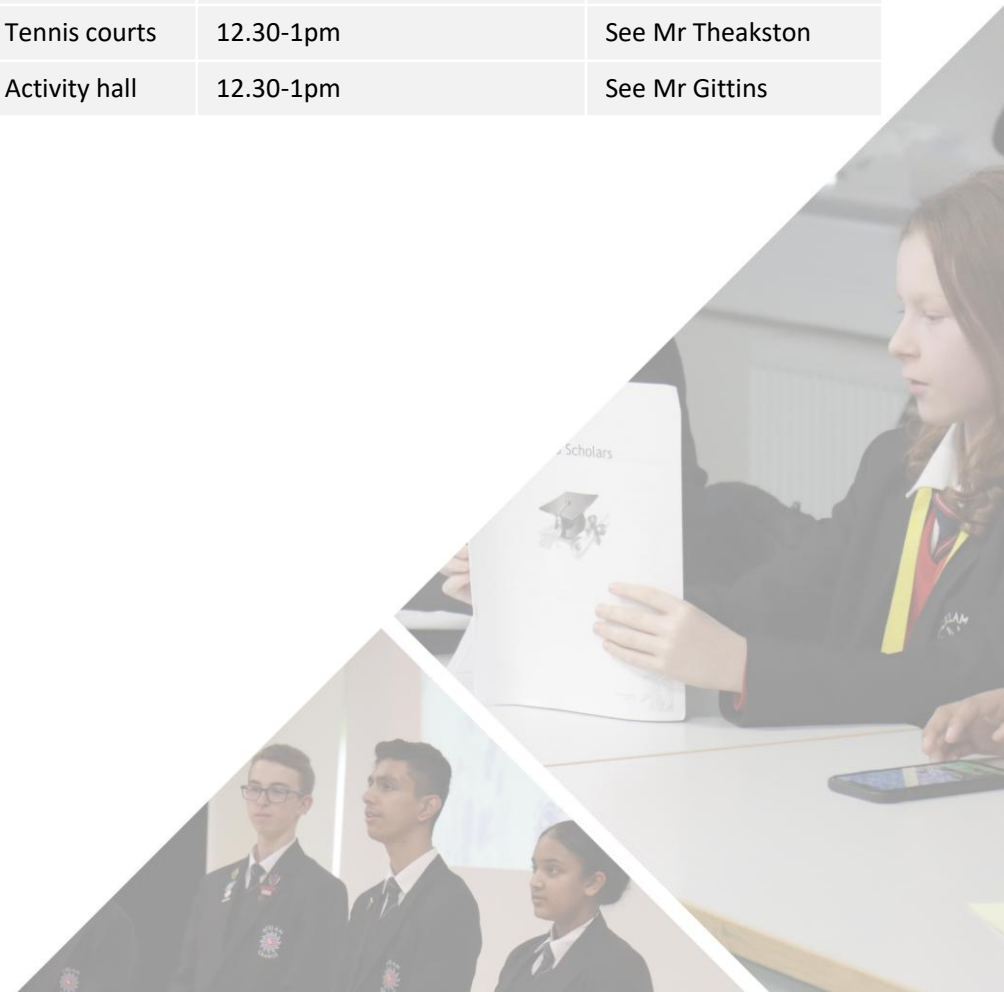 Tennis courts 12.30-1pm See Mr Theakston
Activity hall 12.30-1pm See Mr Gittins
Scholars